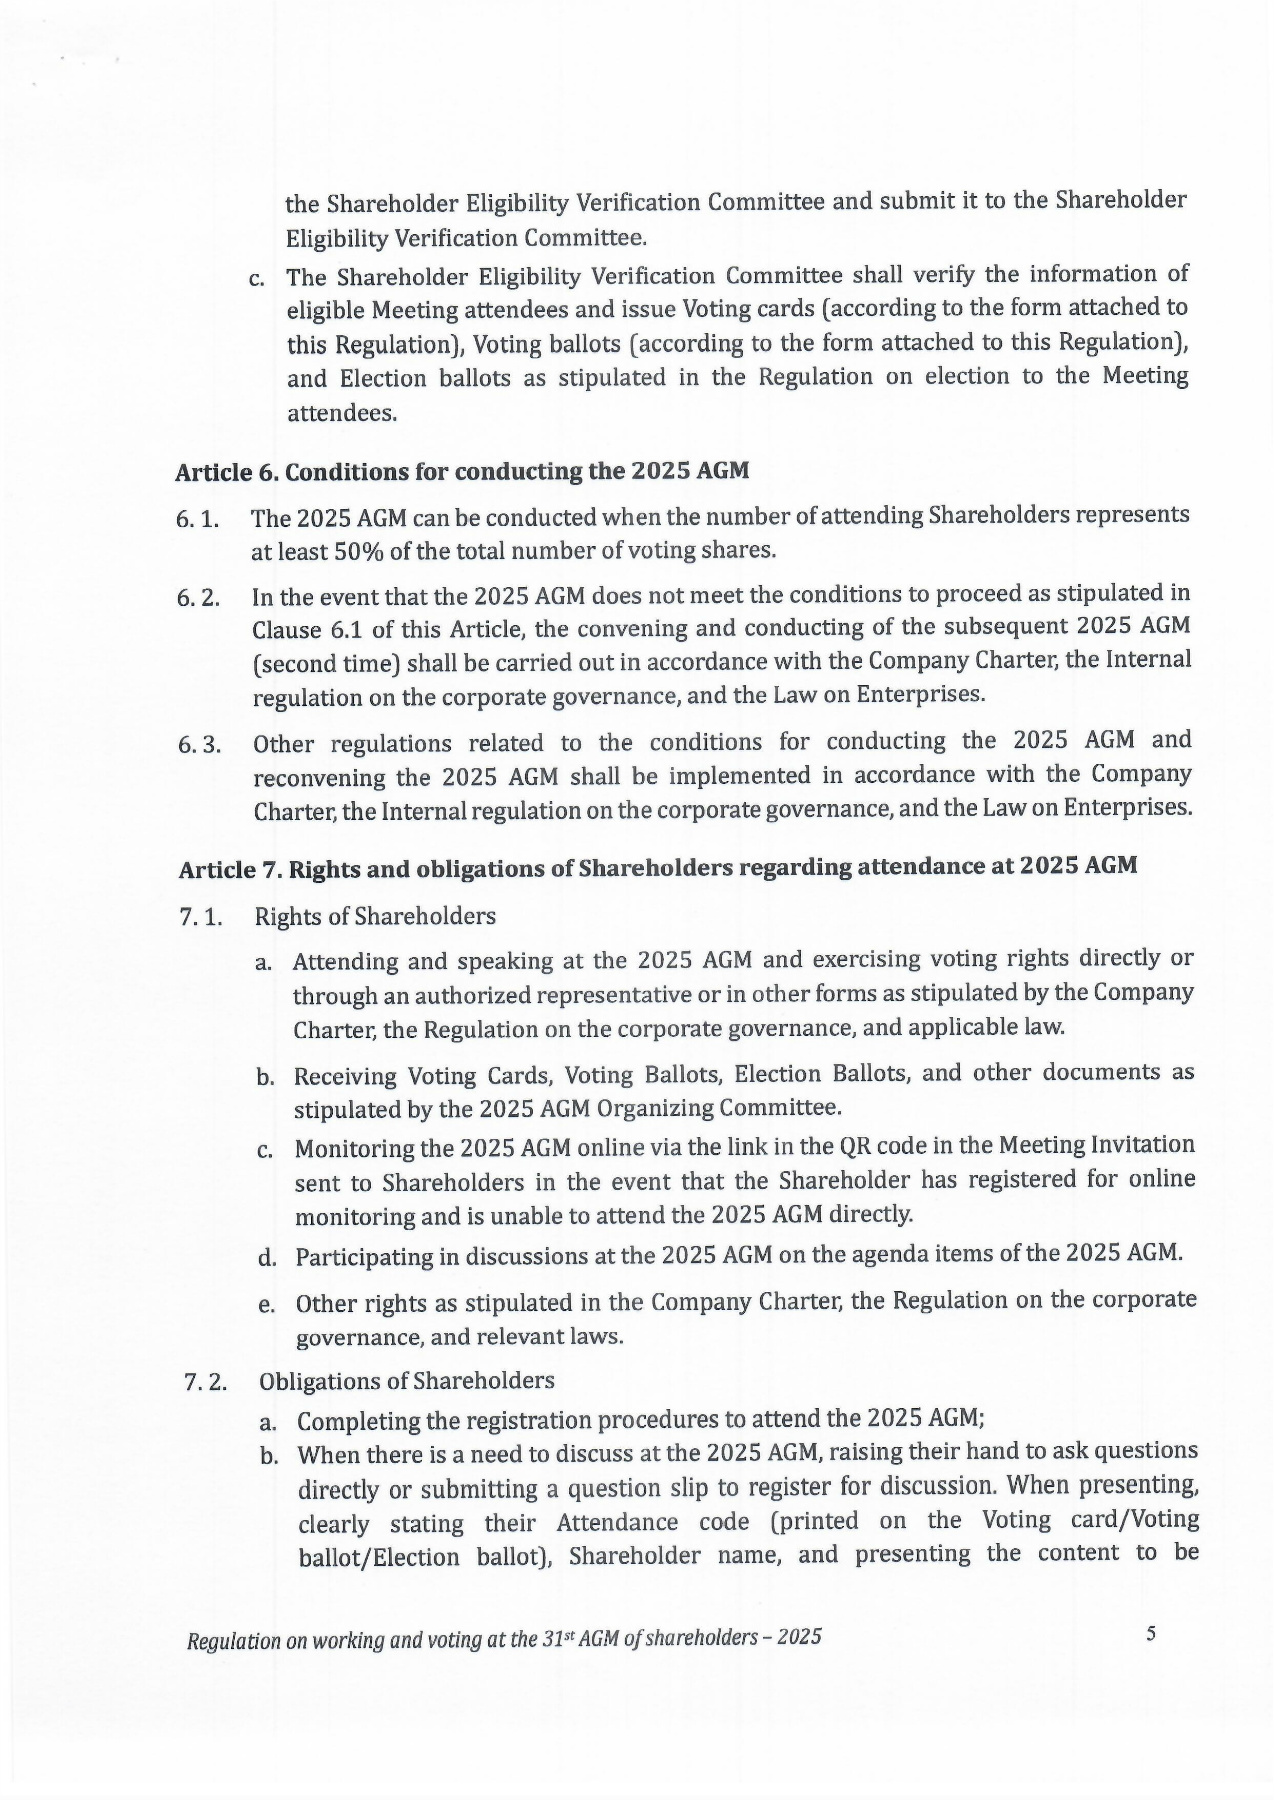 the Shareholder Eligibility Verification Committee and submit it to the Shareholder
Eligibility Verification Committee.
c. The Shareholder Eligibility Verification Committee shall verify the information of
eligible Meeting attendees and issue Voting cards (according to the form attached to
this Regulation), Voting ballots (according to the form attached to this Regulation),
and Election ballots as stipulated in the Regulation on election to the Meeting
attendees.
Article 6. Conditions for conducting the 2025 AGM
6. 1. The 2025 AGM can be conducted when the number of attending Shareholders represents
at least 50% of the total number of voting shares.
6. 2. In the event that the 2025 AGM does not meet the conditions to proceed as stipulated in
Clause 6.1 of this Article, the convening and conducting of the subsequent 2025 AGM
(second time) shall be carried out in accordance with the Company Charter, the Internal
regulation on the corporate governance, and the Law on Enterprises.
6. 3. Other regulations related to the conditions for conducting the 2025 AGM and
reconvening the 2025 AGM shall be implemented in accordance with the Company
Charter, the Internal regulation on the corporate governance, and the Law on Enterprises.
Article 7. Rights and obligations of Shareholders regarding attendance at 2025 AGM
7. 1. Rights of Shareholders
a. Attending and speaking at the 2025 AGM and exercising voting rights directly or
through an authorized representative or in other forms as stipulated by the Company
Charter, the Regulation on the corporate governance, and applicable law.
b. Receiving Voting Cards, Voting Ballots, Election Ballots, and other documents as
stipulated by the 2025 AGM Organizing Committee.
c. Monitoring the 2025 AGM online via the link in the QR code in the Meeting Invitation
sent to Shareholders in the event that the Shareholder has registered for online
monitoring and is unable to attend the 2025 AGM directly.
d. Participating in discussions at the 2025 AGM on the agenda items of the 2025 AGM.
e. Other rights as stipulated in the Company Charter, the Regulation on the corporate
governance, and relevant laws.
7. 2. Obligations of Shareholders
a. Completing the registration procedures to attend the 2025 AGM;
b. When there is a need to discuss at the 2025 AGM, raising their hand to ask questions
directly or submitting a question slip to register for discussion. When presenting,
clearly stating their Attendance code (printed on the Voting card/Voting
ballot/Election ballot), Shareholder name, and presenting the content to be
Regulation on working and voting at the 31st AGM of shareholders – 2025 5